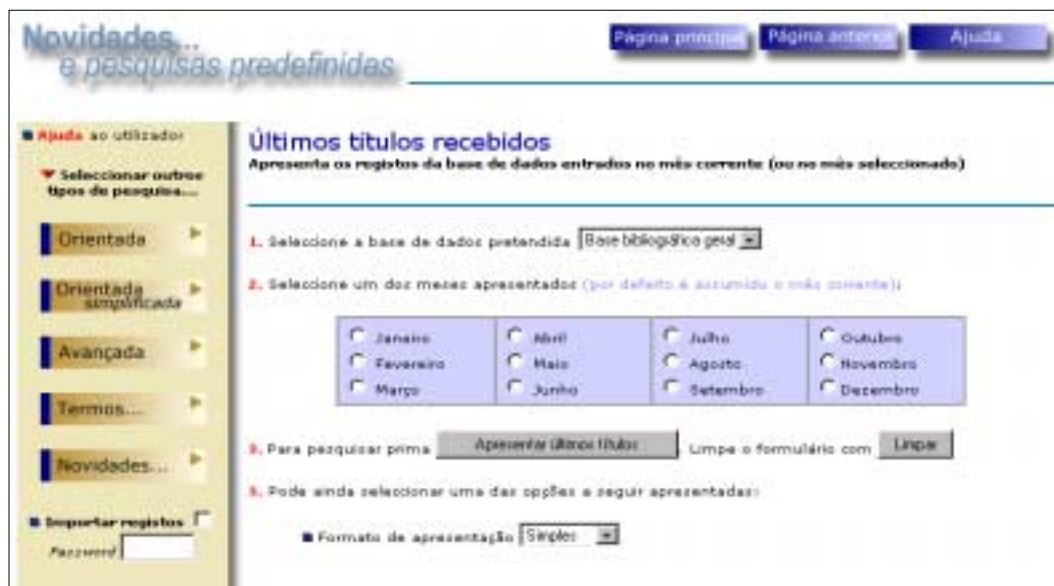 Novidades...
e pesquisas predefinidas
Página principal
Página anterior
Ajuda
Ajuda ao utilizador
Seleccionar outros
tipos de pesquisa...
Orientada
Orientada
simplificada
Avançada
Termos...
Novidades...
Importar registos
Password
Últimos títulos recebidos
Apresenta os registos da base de dados entrados no mês corrente (ou no mês seleccionado)
1. Seleccione a base de dados pretendida Base bibliográfica geral
2. Seleccione um dos meses apresentados (por defeito é assumido o mês corrente):
Janeiro Abril Julho Outubro
Fevereiro Maio Agosto Novembro
Março Junho Setembro Dezembro
3. Para pesquisar prima Apresentar últimos títulos Limpe o formulário com Limpar
5. Pode ainda seleccionar uma das opções a seguir apresentadas:
Formato de apresentação Simples